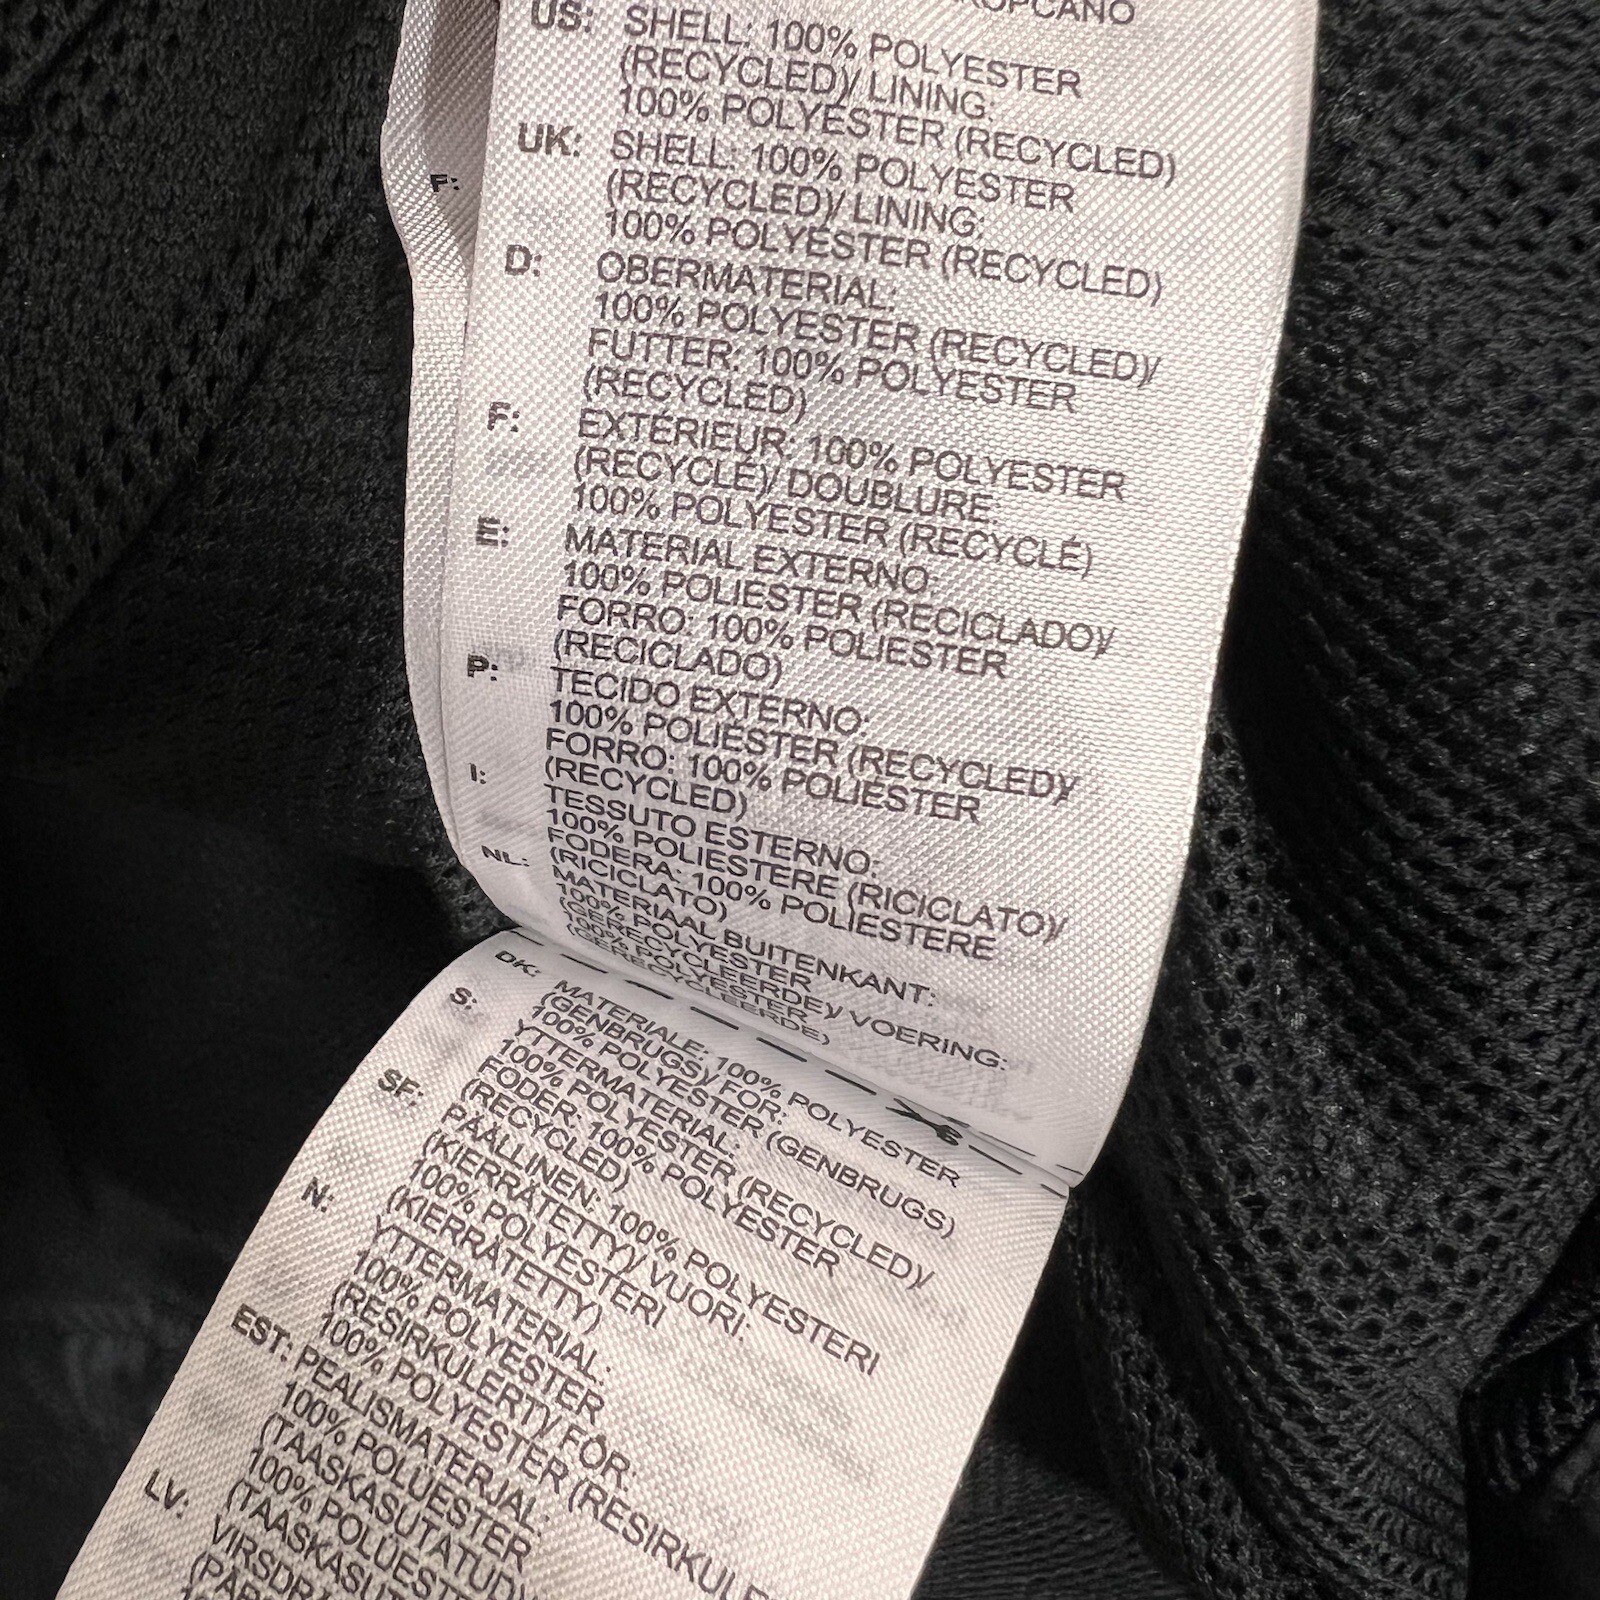 US: SHELL: 100% POLYESTER
(RECYCLED)/ LINING:
100% POLYESTER (RECYCLED)
UK: SHELL: 100% POLYESTER
(RECYCLED)/ LINING:
100% POLYESTER (RECYCLED)
D: OBERMATERIAL:
100% POLYESTER (RECYCLED)/
FUTTER: 100% POLYESTER
(RECYCLED)
F: EXTÉRIEUR: 100% POLYESTER
(RECYCLÉ)/ DOUBLURE:
100% POLYESTER (RECYCLÉ)
E: MATERIAL EXTERNO:
100% POLIESTER (RECICLADO)/
FORRO: 100% POLIESTER
(RECICLADO)
P: TECIDO EXTERNO:
100% POLIÉSTER (RECYCLED)/
FORRO: 100% POLIÉSTER
(RECYCLED)
I: TESSUTO ESTERNO:
100% POLIESTERE (RICICLATO)/
FODERA: 100% POLIESTERE
(RICICLATO)
NL: MATERIAAL BUITENKANT:
100% POLYESTER
(GERECYCLEERDE)/ VOERING:
100% POLYESTER
(GERECYCLEERDE)
DK: MATERIALE: 100% POLYESTER
(GENBRUGS)/ FOR:
100% POLYESTER (GENBRUGS)
S: YTTERMATERIAL:
100% POLYESTER (RECYCLED)/
FODER: 100% POLYESTER
(RECYCLED)
SF: PÄÄLLINEN: 100% POLYESTERI
(KIERRÄTETTY)/ VUORI:
100% POLYESTERI
(KIERRÄTETTY)
N: YTTERMATERIAL:
100% POLYESTER
(RESIRKULERT)/ FÔR:
100% POLYESTER
EST: PEALISMATERJAL:
100% POLÜESTER
(TAASKASUTATUD)/
100% 
LV:
F: